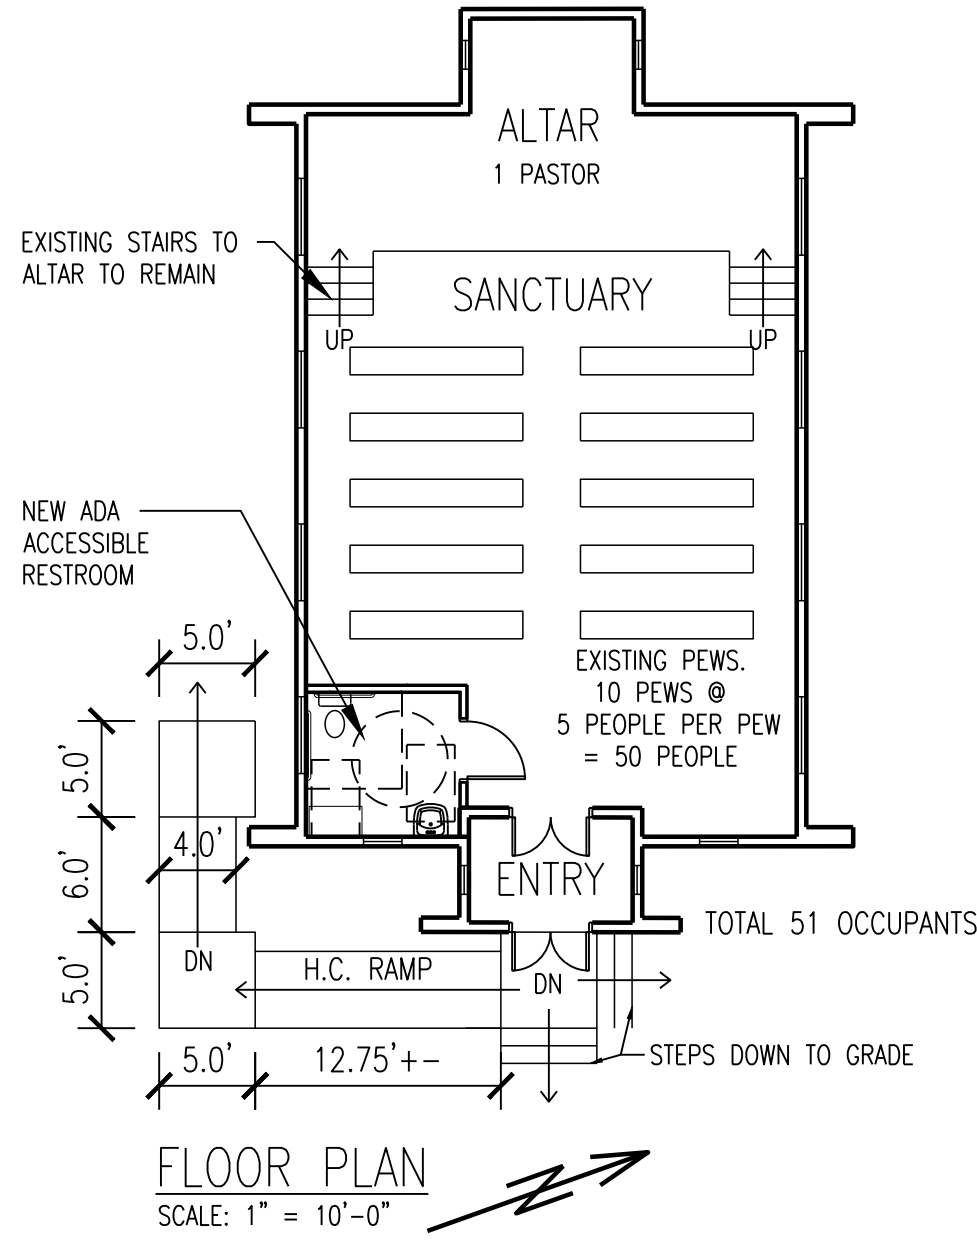 ALTAR
1 PASTOR
EXISTING STAIRS TO
ALTAR TO REMAIN
SANCTUARY
UP
UP
NEW ADA
ACCESSIBLE
RESTROOM
5.0'
EXISTING PEWS.
10 PEWS @
5 PEOPLE PER PEW
= 50 PEOPLE
5.0'
4.0'
6.0'
ENTRY
TOTAL 51 OCCUPANTS
DN
H.C. RAMP
DN
5.0'
5.0'
12.75'+-
STEPS DOWN TO GRADE
FLOOR PLAN
SCALE: 1" = 10'-0"
N